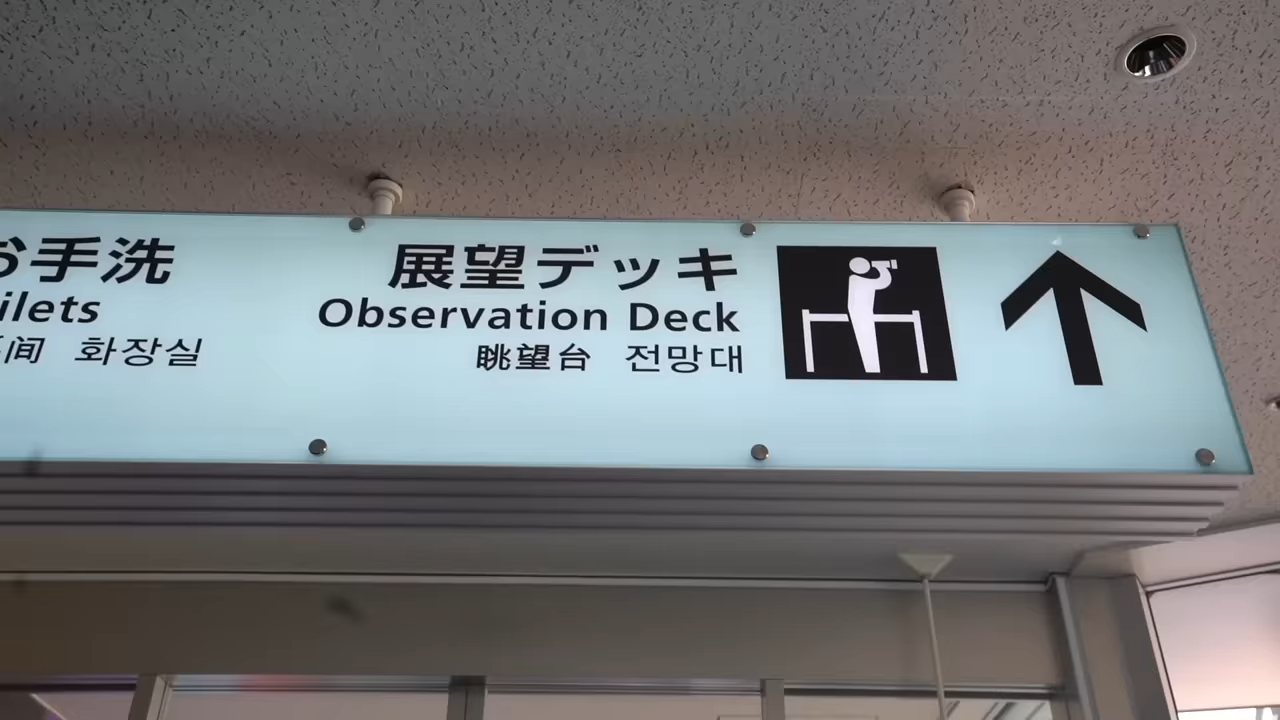 お手洗
ilets
间 화장실
展望デッキ
Observation Deck
眺望台 전망대